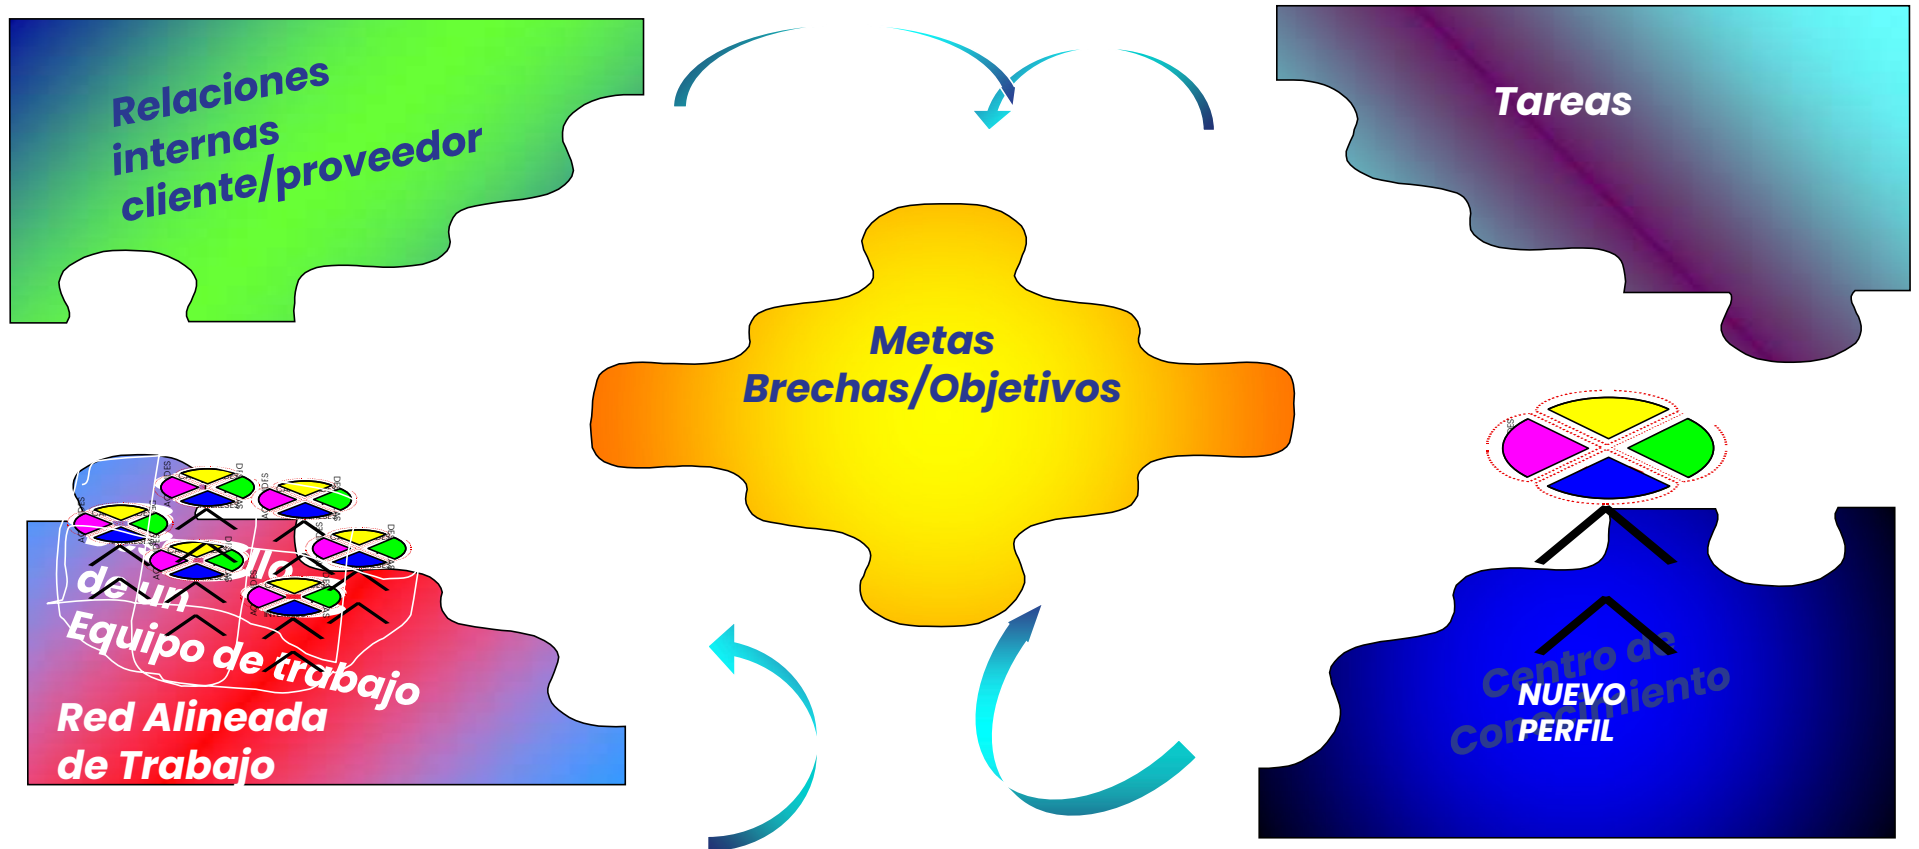 Relaciones
internas
cliente/proveedor
Tareas
Metas
Brechas/Objetivos
de un
Equipo de trabajo
Red Alineada
de Trabajo
Centro de
Conocimiento
NUEVO
PERFIL